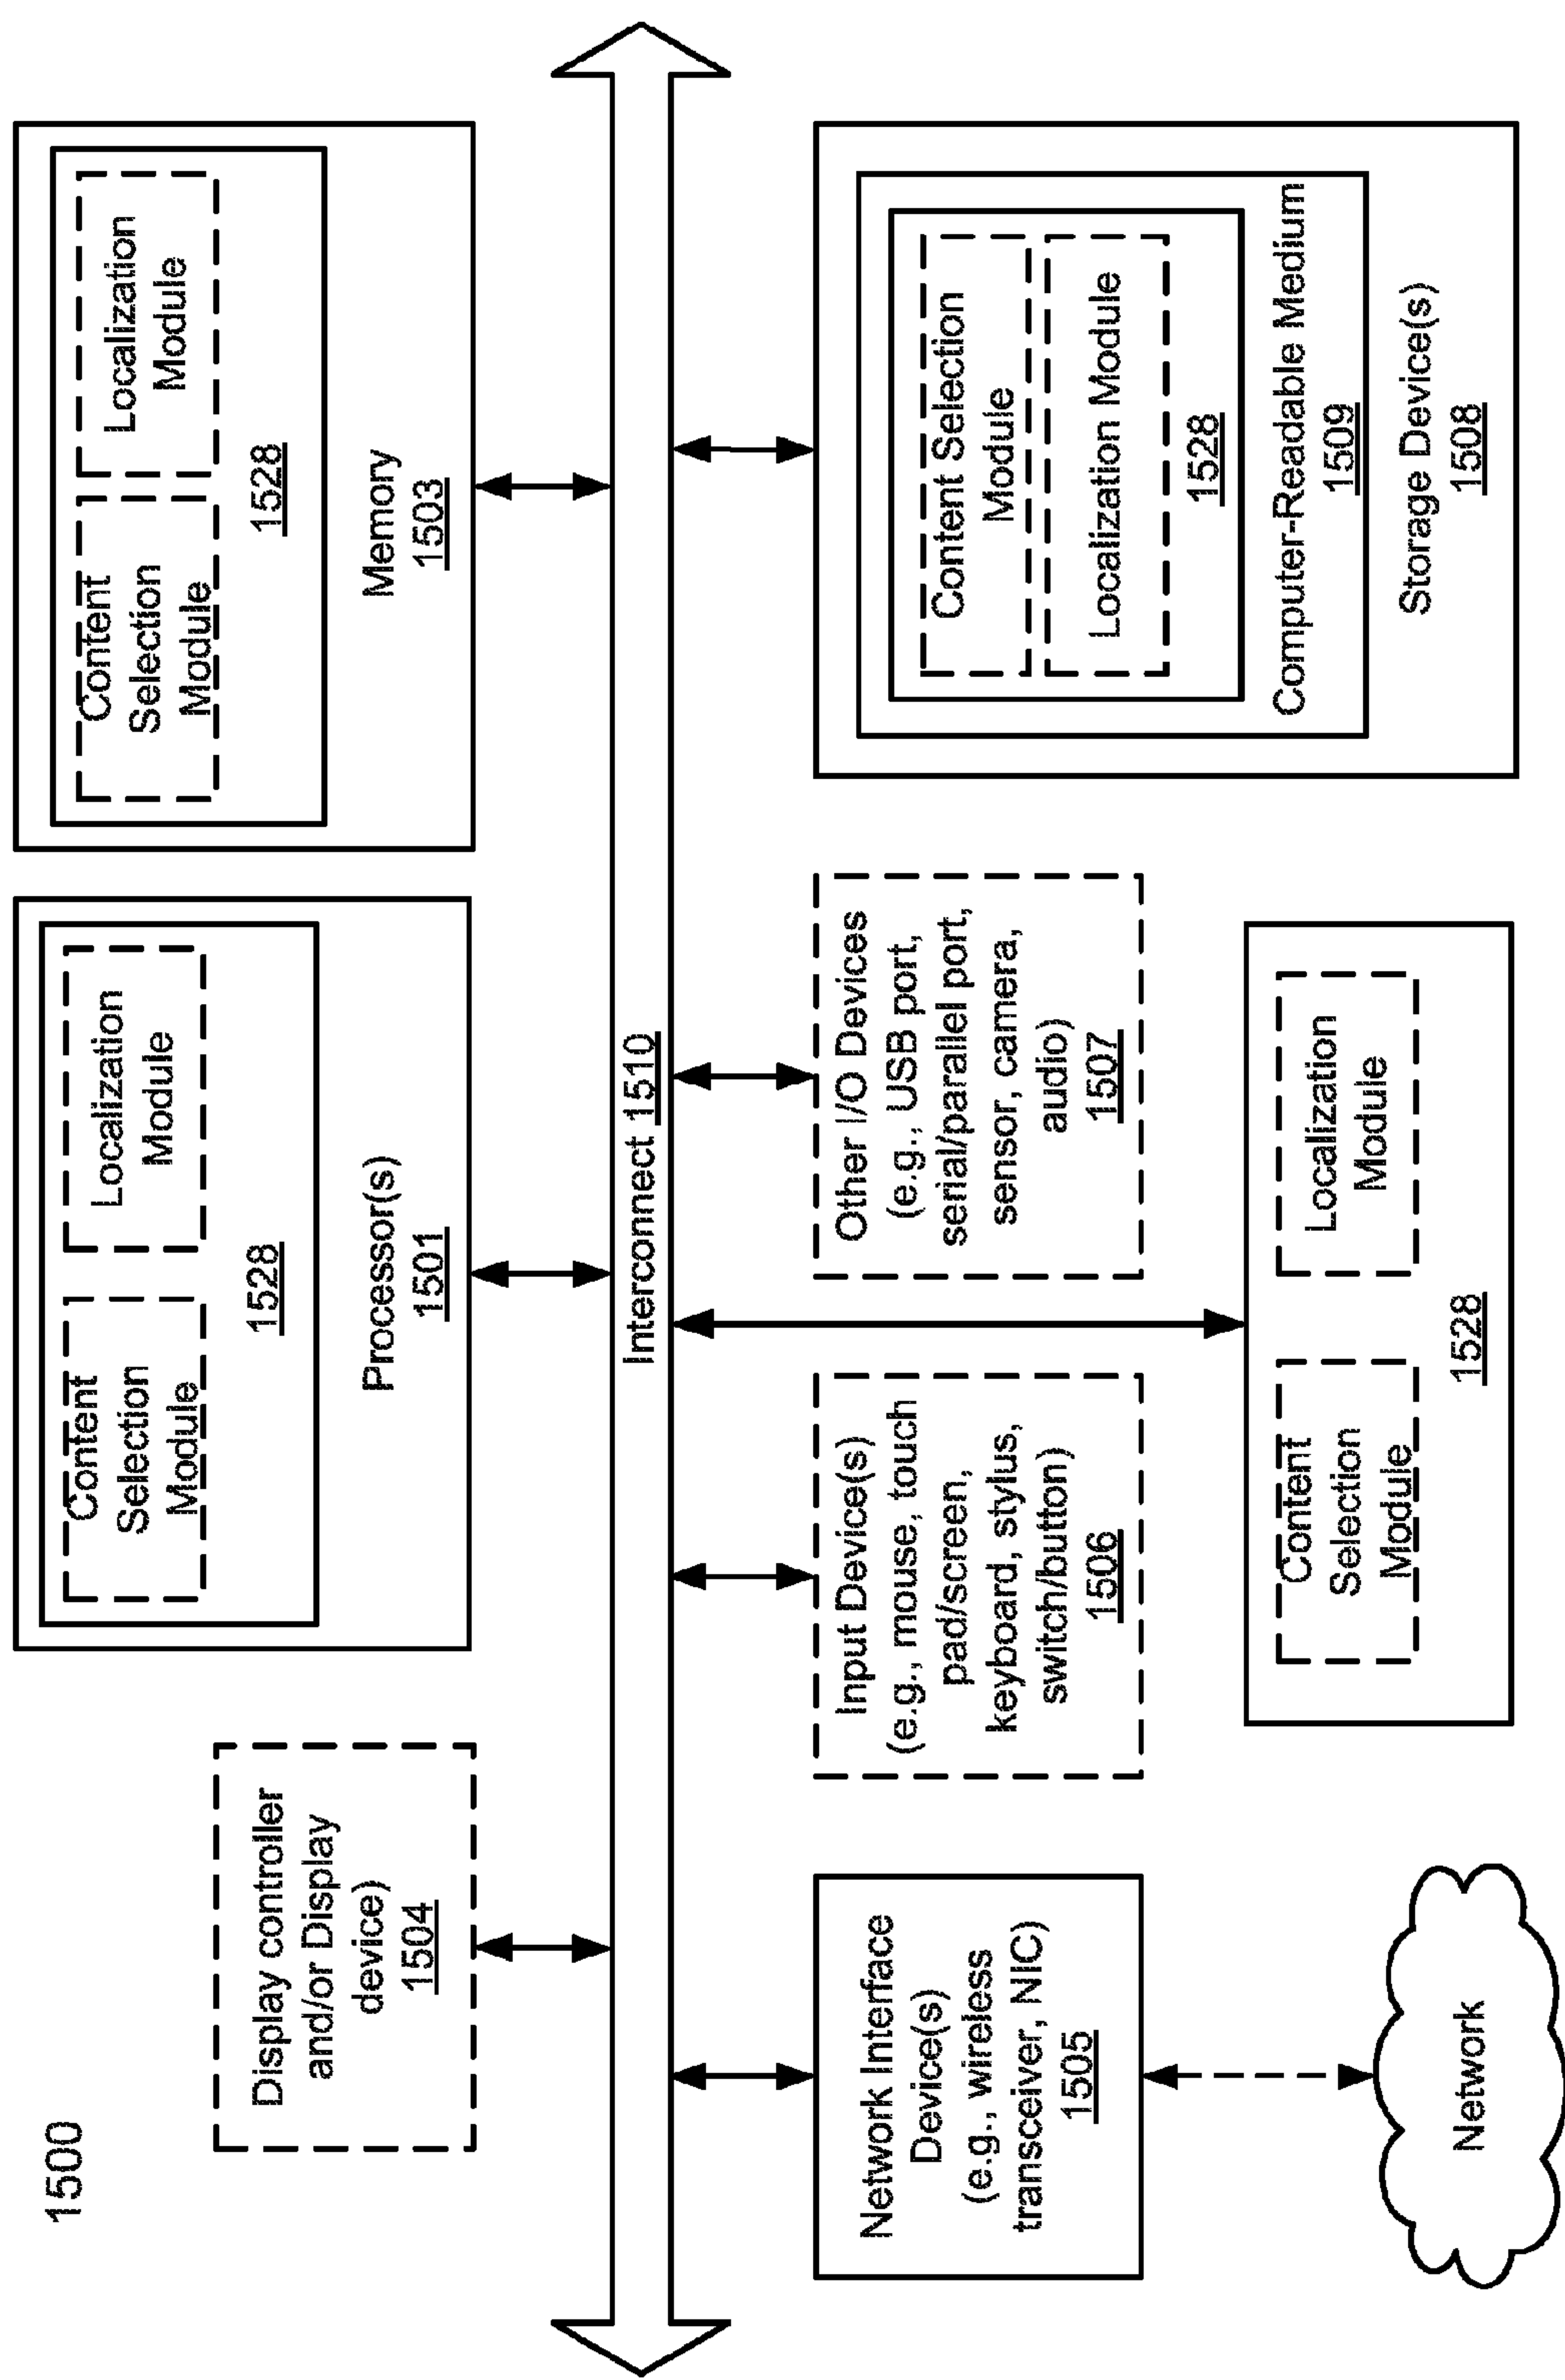 1500
Display controller
and/or Display
device)
1504
Content
Selection
Module
Localization
Module
1528
Processor(s)
1501
Content
Selection
Module
Localization
Module
1528
Memory
1503
Interconnect 1510
Network Interface
Device(s)
(e.g., wireless
transceiver, NIC)
1505
Network
Input Device(s)
(e.g., mouse, touch
pad/screen,
keyboard, stylus,
switch/button)
1506
Other I/O Devices
(e.g., USB port,
serial/parallel port,
sensor, camera,
audio)
1507
Content
Selection
Module
Localization
Module
1528
Content Selection
Module
Localization Module
1528
Computer-Readable Medium
1509
Storage Device(s)
1508